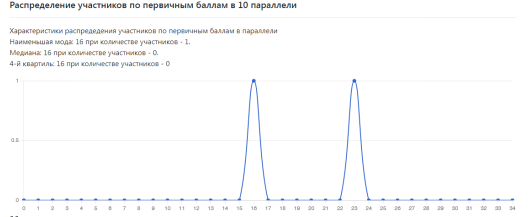 Распределение участников по первичным баллам в 10 параллели
Характеристики распределения участников по первичным баллам в параллели
Наименьшая мода: 16 при количестве участников - 1.
Медиана: 16 при количестве участников - 0.
4-й квартиль: 16 при количестве участников - 0
1
0.5
0
0 1 2 3 4 5 6 7 8 9 10 11 12 13 14 15 16 17 18 19 20 21 22 23 24 25 26 27 28 29 30 31 32 33 34